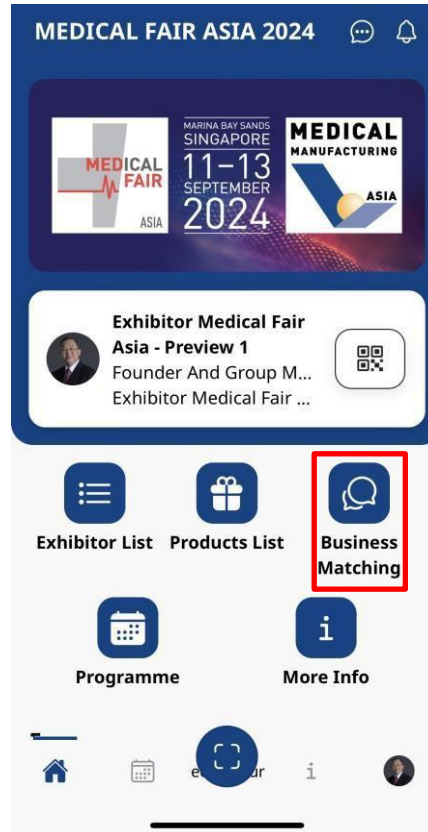 MEDICAL FAIR ASIA 2024
MEDICAL
FAIR
ASIA
MARINA BAY SANDS
SINGAPORE
11–13
SEPTEMBER
2024
MEDICAL
MANUFACTURING
ASIA
Exhibitor Medical Fair
Asia - Preview 1
Founder And Group M...
Exhibitor Medical Fair ...
Exhibitor List
Products List
Business
Matching
Programme
More Info